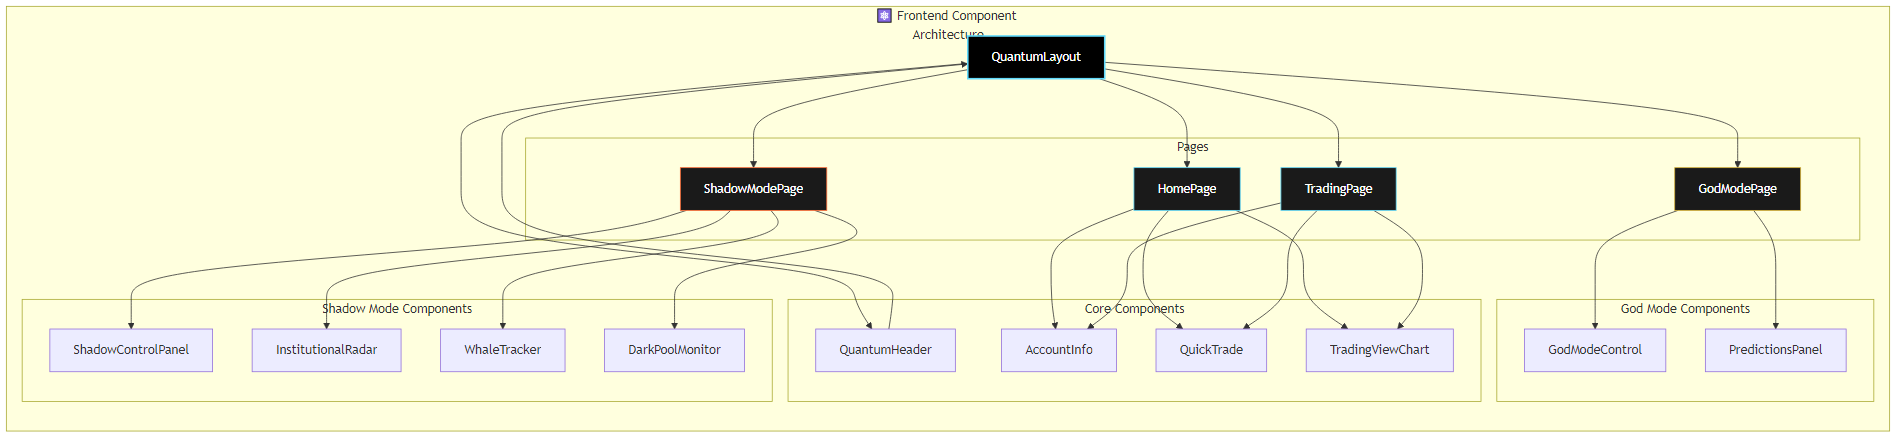 ⚛️ Frontend Component
Architecture
QuantumLayout
Pages
ShadowModePage
HomePage
TradingPage
GodModePage
Shadow Mode Components
Core Components
God Mode Components
ShadowControlPanel
InstitutionalRadar
WhaleTracker
DarkPoolMonitor
QuantumHeader
AccountInfo
QuickTrade
TradingViewChart
GodModeControl
PredictionsPanel